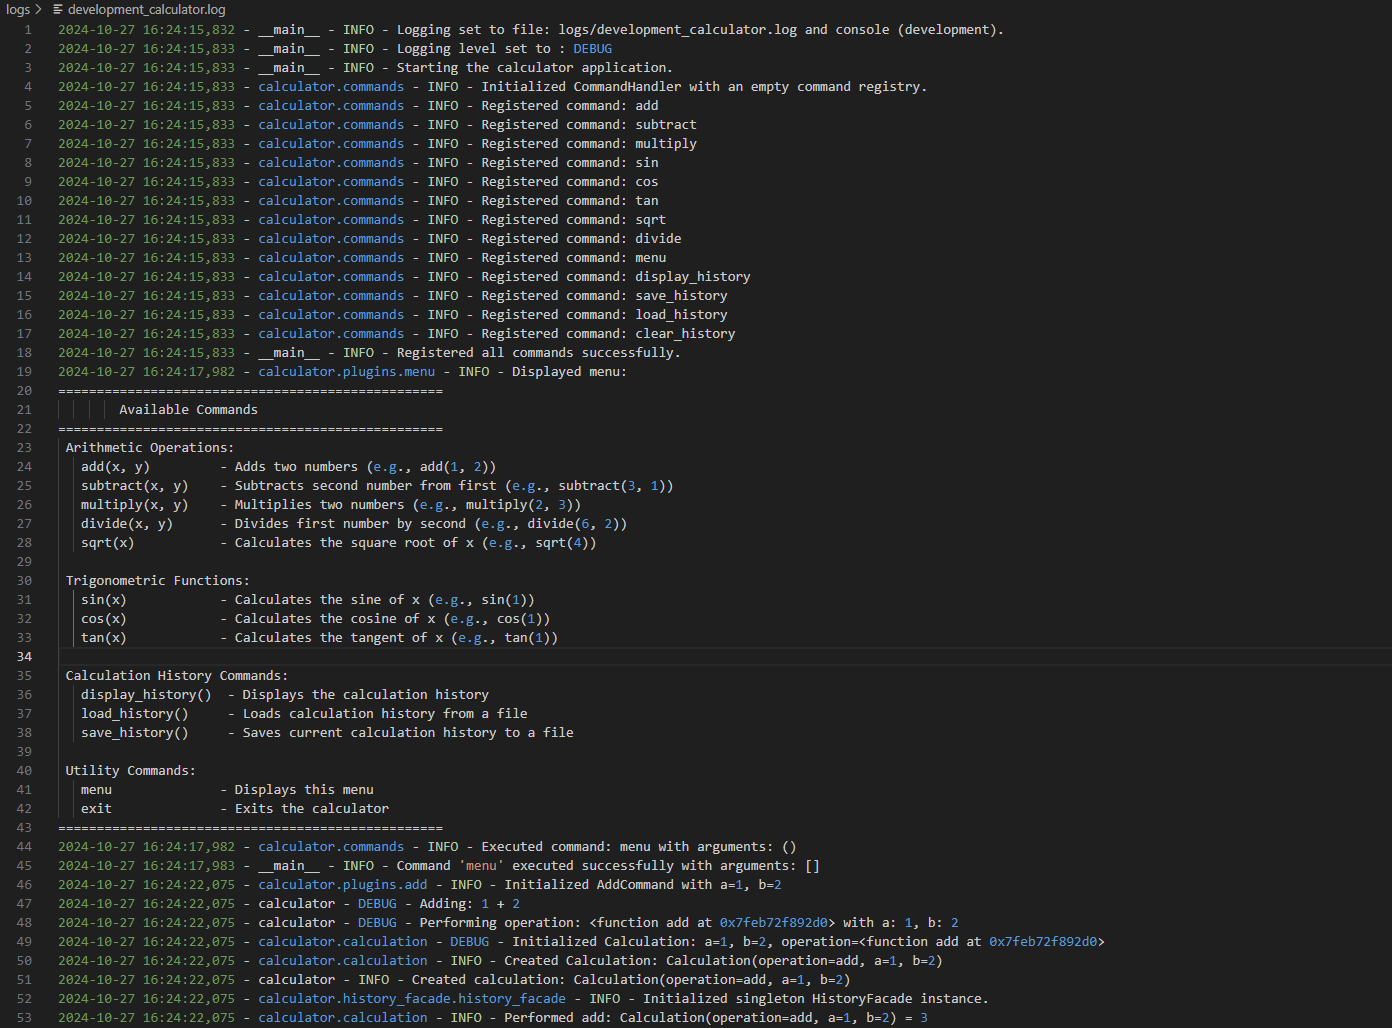 logs > development_calculator.log
1 2024-10-27 16:24:15,832 - __main__ - INFO - Logging set to file: logs/development_calculator.log and console (development).
2 2024-10-27 16:24:15,833 - __main__ - INFO - Logging level set to : DEBUG
3 2024-10-27 16:24:15,833 - __main__ - INFO - Starting the calculator application.
4 2024-10-27 16:24:15,833 - calculator.commands - INFO - Initialized CommandHandler with an empty command registry.
5 2024-10-27 16:24:15,833 - calculator.commands - INFO - Registered command: add
6 2024-10-27 16:24:15,833 - calculator.commands - INFO - Registered command: subtract
7 2024-10-27 16:24:15,833 - calculator.commands - INFO - Registered command: multiply
8 2024-10-27 16:24:15,833 - calculator.commands - INFO - Registered command: sin
9 2024-10-27 16:24:15,833 - calculator.commands - INFO - Registered command: cos
10 2024-10-27 16:24:15,833 - calculator.commands - INFO - Registered command: tan
11 2024-10-27 16:24:15,833 - calculator.commands - INFO - Registered command: sqrt
12 2024-10-27 16:24:15,833 - calculator.commands - INFO - Registered command: divide
13 2024-10-27 16:24:15,833 - calculator.commands - INFO - Registered command: menu
14 2024-10-27 16:24:15,833 - calculator.commands - INFO - Registered command: display_history
15 2024-10-27 16:24:15,833 - calculator.commands - INFO - Registered command: save_history
16 2024-10-27 16:24:15,833 - calculator.commands - INFO - Registered command: load_history
17 2024-10-27 16:24:15,833 - calculator.commands - INFO - Registered command: clear_history
18 2024-10-27 16:24:15,833 - __main__ - INFO - Registered all commands successfully.
19 2024-10-27 16:24:17,982 - calculator.plugins.menu - INFO - Displayed menu:
20 ==================================================
21 Available Commands
22 ==================================================
23 Arithmetic Operations:
24 add(x, y) - Adds two numbers (e.g., add(1, 2))
25 subtract(x, y) - Subtracts second number from first (e.g., subtract(3, 1))
26 multiply(x, y) - Multiplies two numbers (e.g., multiply(2, 3))
27 divide(x, y) - Divides first number by second (e.g., divide(6, 2))
28 sqrt(x) - Calculates the square root of x (e.g., sqrt(4))
29
30 Trigonometric Functions:
31 sin(x) - Calculates the sine of x (e.g., sin(1))
32 cos(x) - Calculates the cosine of x (e.g., cos(1))
33 tan(x) - Calculates the tangent of x (e.g., tan(1))
34
35 Calculation History Commands:
36 display_history() - Displays the calculation history
37 load_history() - Loads calculation history from a file
38 save_history() - Saves current calculation history to a file
39
40 Utility Commands:
41 menu - Displays this menu
42 exit - Exits the calculator
43 ==================================================
44 2024-10-27 16:24:17,982 - calculator.commands - INFO - Executed command: menu with arguments: ()
45 2024-10-27 16:24:17,983 - __main__ - INFO - Command 'menu' executed successfully with arguments: []
46 2024-10-27 16:24:22,075 - calculator.plugins.add - INFO - Initialized AddCommand with a=1, b=2
47 2024-10-27 16:24:22,075 - calculator - DEBUG - Adding: 1 + 2
48 2024-10-27 16:24:22,075 - calculator - DEBUG - Performing operation: <function add at 0x7feb72f892d0> with a: 1, b: 2
49 2024-10-27 16:24:22,075 - calculator.calculation - DEBUG - Initialized Calculation: a=1, b=2, operation=<function add at 0x7feb72f892d0>
50 2024-10-27 16:24:22,075 - calculator.calculation - INFO - Created Calculation: Calculation(operation=add, a=1, b=2)
51 2024-10-27 16:24:22,075 - calculator - INFO - Created calculation: Calculation(operation=add, a=1, b=2)
52 2024-10-27 16:24:22,075 - calculator.history_facade.history_facade - INFO - Initialized singleton HistoryFacade instance.
53 2024-10-27 16:24:22,075 - calculator.calculation - INFO - Performed add: Calculation(operation=add, a=1, b=2) = 3